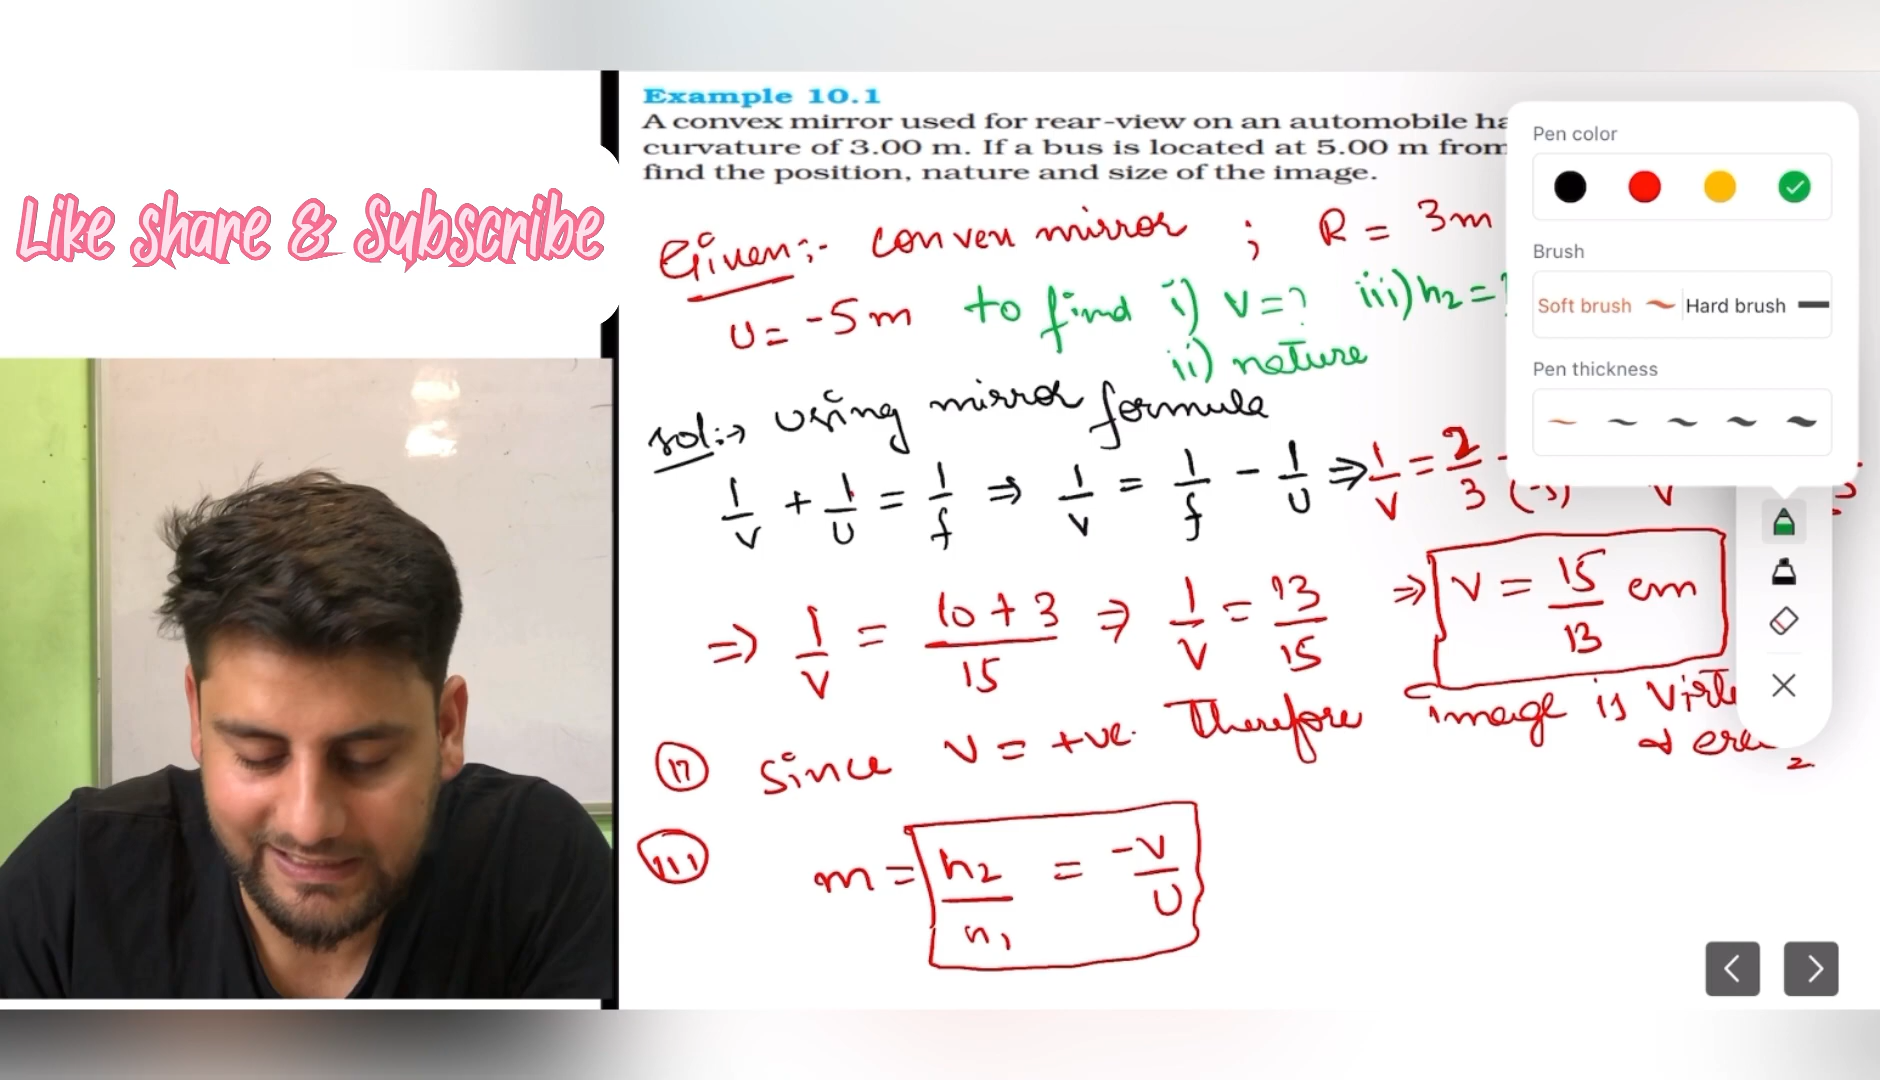 Like share & Subscribe
Example 10.1
A convex mirror used for rear-view on an automobile ha
curvature of 3.00 m. If a bus is located at 5.00 m from
find the position, nature and size of the image.
Given:- conven mirror ; R = 3m
u = -5m to find i) v=? iii) h2 = ?
ii) nature
sol:→ using mirror formula
1/v + 1/u = 1/f ⇒ 1/v = 1/f - 1/u ⇒ 1/v = 2/3 - (-5) v
⇒ 1/v = 10 + 3/15 ⇒ 1/v = 13/15 ⇒ v = 15/13 cm
ii) since v = +ve. Therefore image is virt
& ere
iii) m = h2/h1 = -v/u
Pen color
Brush
Soft brush Hard brush
Pen thickness